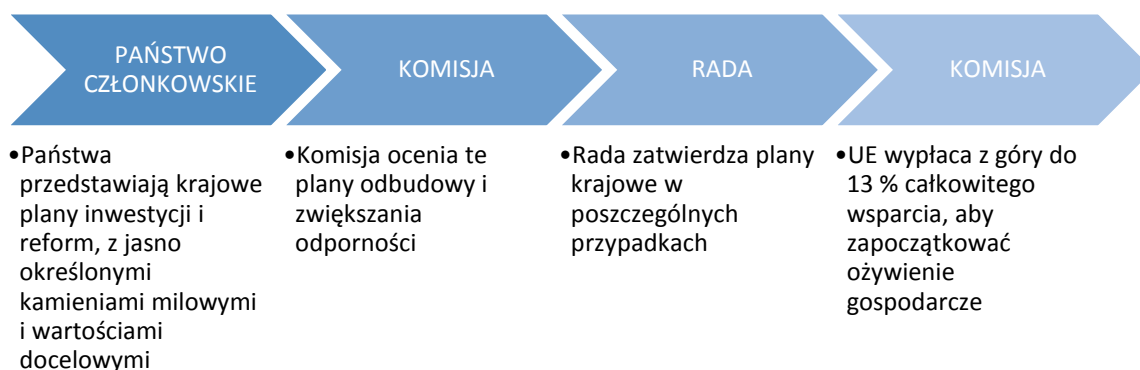 PAŃSTWO
CZŁONKOWSKIE
•Państwa
przedstawiają krajowe
plany inwestycji i
reform, z jasno
określonymi
kamieniami milowymi
i wartościami
docelowymi
KOMISJA
•Komisja ocenia te
plany odbudowy i
zwiększania
odporności
RADA
•Rada zatwierdza plany
krajowe w
poszczególnych
przypadkach
KOMISJA
•UE wypłaca z góry do
13 % całkowitego
wsparcia, aby
zapoczątkować
ożywienie
gospodarcze